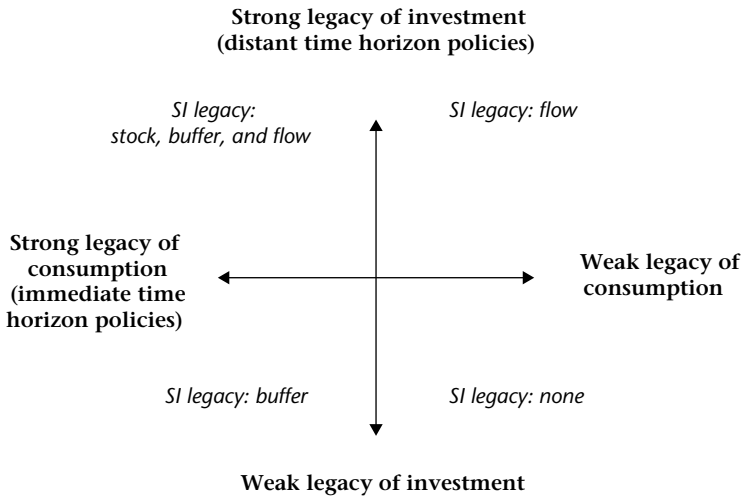 Strong legacy of investment
(distant time horizon policies)
SI legacy:
stock, buffer, and flow
SI legacy: flow
Strong legacy of
consumption
(immediate time
horizon policies)
Weak legacy of
consumption
SI legacy: buffer
SI legacy: none
Weak legacy of investment